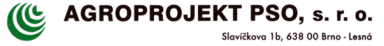 AGROPROJEKT PSO, s. r. o.
Slavíčkova 1b, 638 00 Brno - Lesná